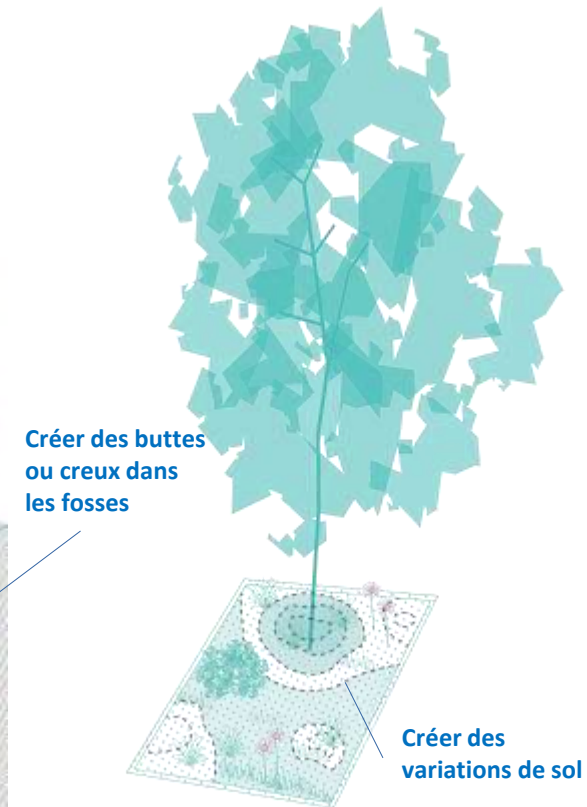 Créer des buttes
ou creux dans
les fosses
Créer des
variations de sol